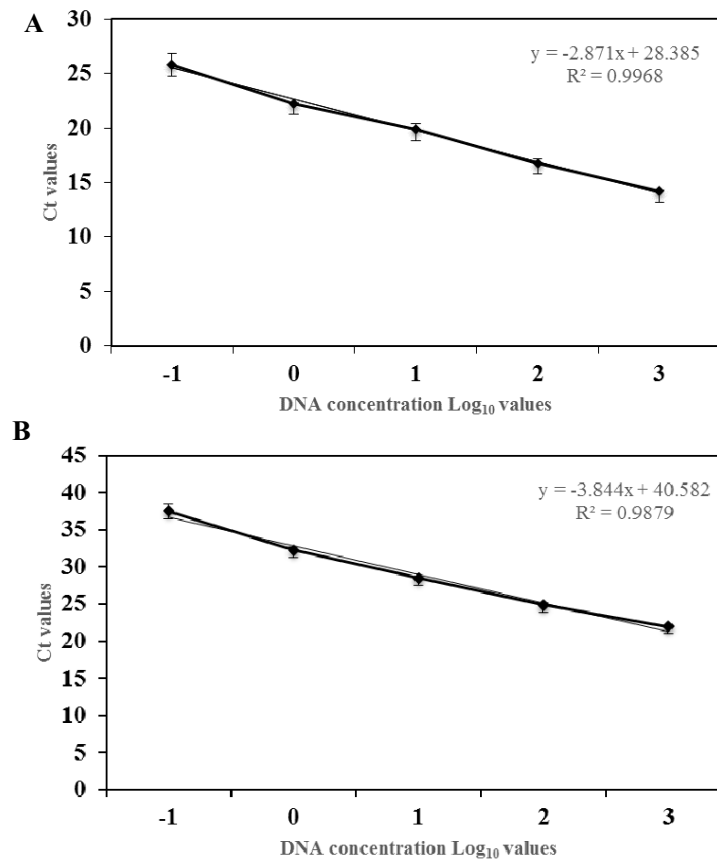 A
30
25
20
15
10
5
0
Ct values
y = -2.871x + 28.385
R² = 0.9968
-1 0 1 2 3
DNA concentration Log₁₀ values
B
45
40
35
30
25
20
15
10
5
0
Ct values
y = -3.844x + 40.582
R² = 0.9879
-1 0 1 2 3
DNA concentration Log₁₀ values